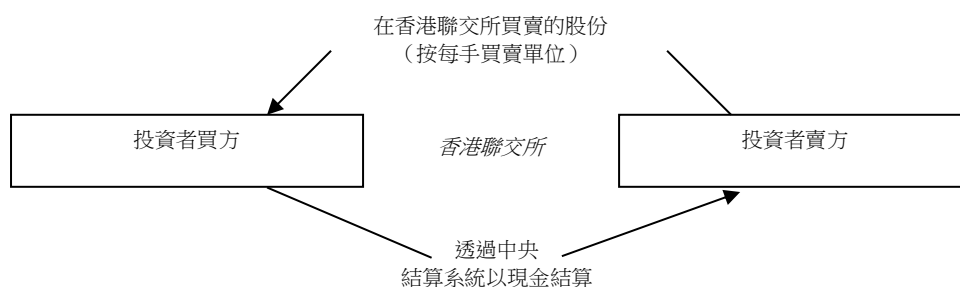 在香港聯交所買賣的股份
（按每手買賣單位）
投資者買方
香港聯交所
投資者賣方
透過中央
結算系統以現金結算